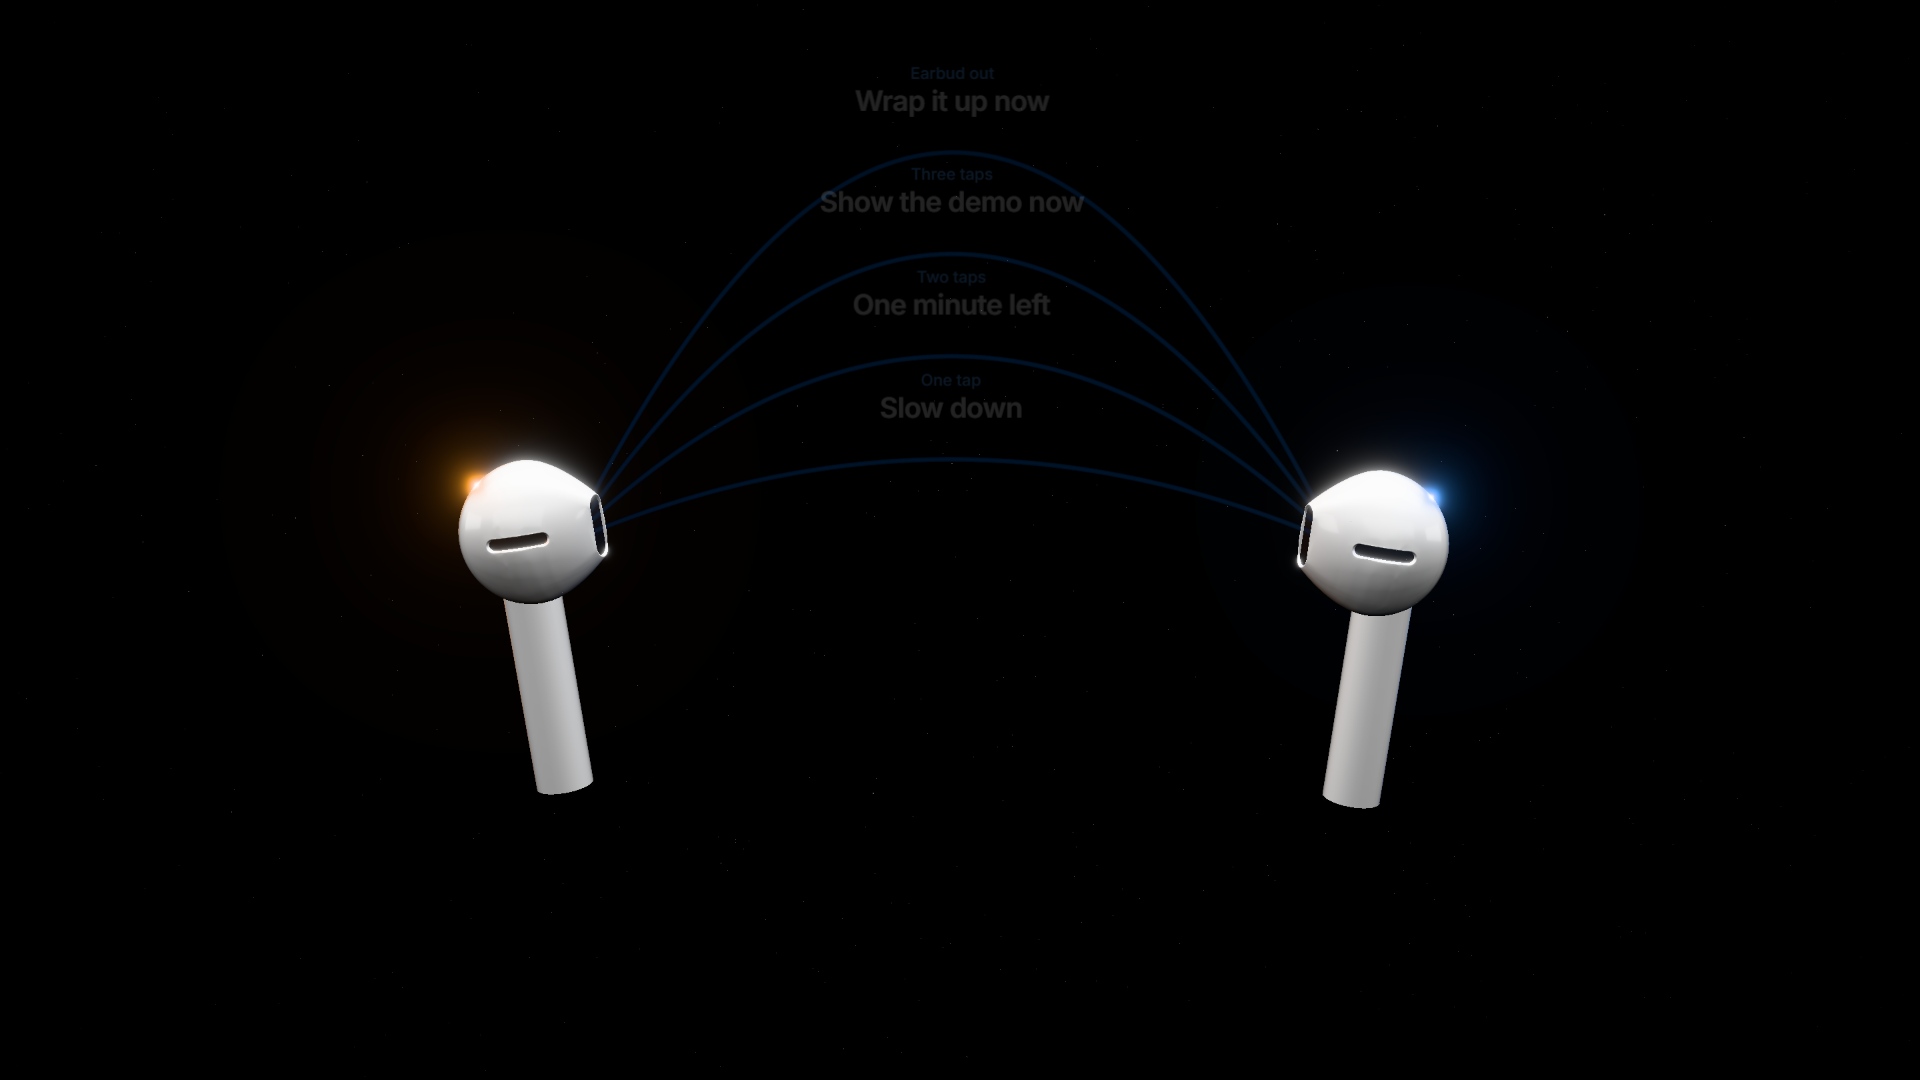 Earbud out
Wrap it up now
Three taps
Show the demo now
Two taps
One minute left
One tap
Slow down